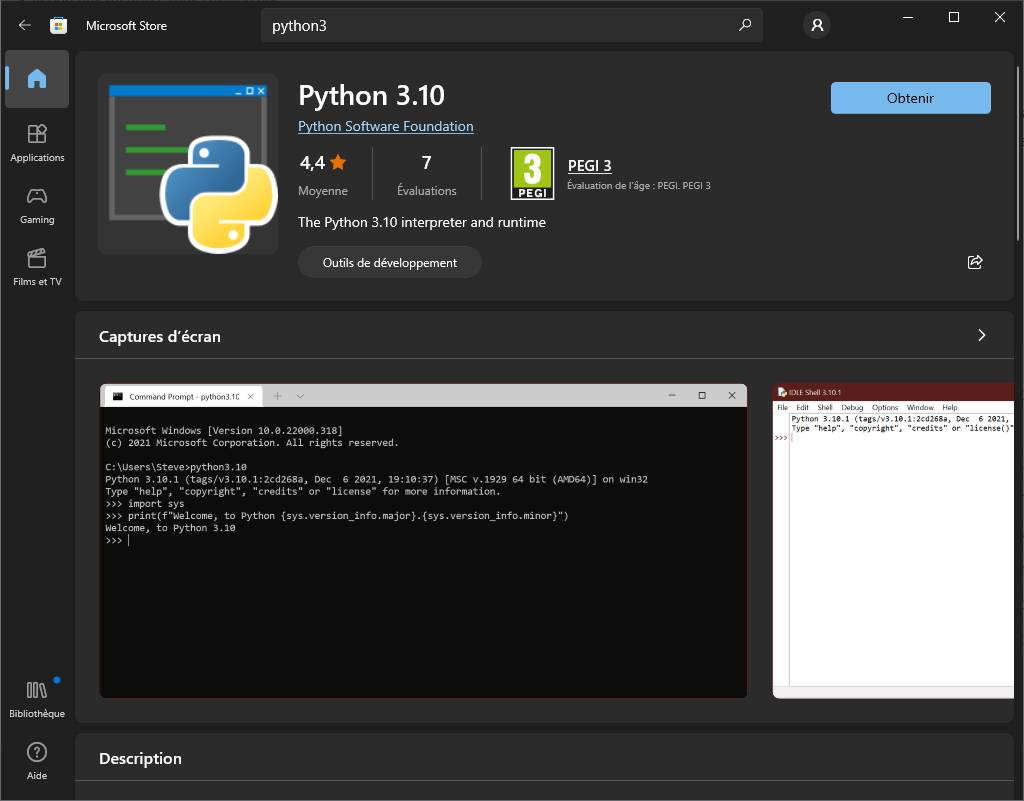 Microsoft Store
python3
Applications
Gaming
Films et TV
Bibliothèque
Aide
Python 3.10
Python Software Foundation
Obtenir
4,4
Moyenne
7
Évaluations
3
PEGI
PEGI 3
Évaluation de l'âge : PEGI. PEGI 3
The Python 3.10 interpreter and runtime
Outils de développement
Captures d’écran
Command Prompt - python3.10
Microsoft Windows [Version 10.0.22000.318]
(c) 2021 Microsoft Corporation. All rights reserved.
C:\Users\Steve>python3.10
Python 3.10.1 (tags/v3.10.1:2cd268a, Dec  6 2021, 19:10:37) [MSC v.1929 64 bit (AMD64)] on win32
Type "help", "copyright", "credits" or "license" for more information.
>>> import sys
>>> print(f"Welcome, to Python {sys.version_info.major}.{sys.version_info.minor}")
Welcome, to Python 3.10
>>>
IDLE Shell 3.10.1
File Edit Shell Debug Options Window Help
Python 3.10.1 (tags/v3.10.1:2cd268a, Dec  6 2021,
Type "help", "copyright", "credits" or "license()"
>>>
Description